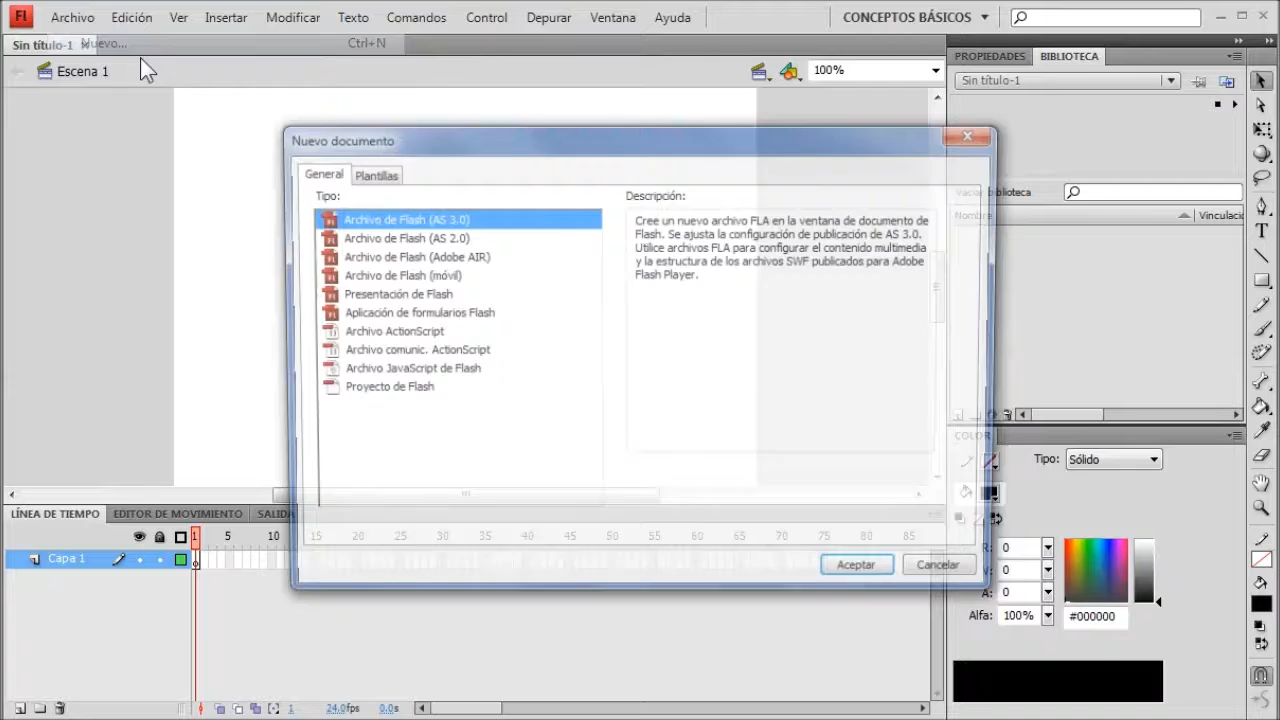 Fl Archivo Edición Ver Insertar Modificar Texto Comandos Control Depurar Ventana Ayuda CONCEPTOS BÁSICOS
Sin título-1 Nuevo... Ctrl+N
Escena 1 100%
PROPIEDADES BIBLIOTECA
Sin título-1
Nuevo documento
General Plantillas
Tipo: Descripción:
Archivo de Flash (AS 3.0)
Archivo de Flash (AS 2.0)
Archivo de Flash (Adobe AIR)
Archivo de Flash (móvil)
Presentación de Flash
Aplicación de formularios Flash
Archivo ActionScript
Archivo comunic. ActionScript
Archivo JavaScript de Flash
Proyecto de Flash
Cree un nuevo archivo FLA en la ventana de documento de
Flash. Se ajusta la configuración de publicación de AS 3.0.
Utilice archivos FLA para configurar el contenido multimedia
y la estructura de los archivos SWF publicados para Adobe
Flash Player.
Aceptar Cancelar
biblioteca
Nombre Vinculaci
COLOR
Tipo: Sólido
R: 0
V: 0
A: 0
Alfa: 100% #000000
LÍNEA DE TIEMPO EDITOR DE MOVIMIENTO SALIDA
1 5 10 15 20 25 30 35 40 45 50 55 60 65 70 75 80 85
Capa 1
1 24.0fps 0.0s